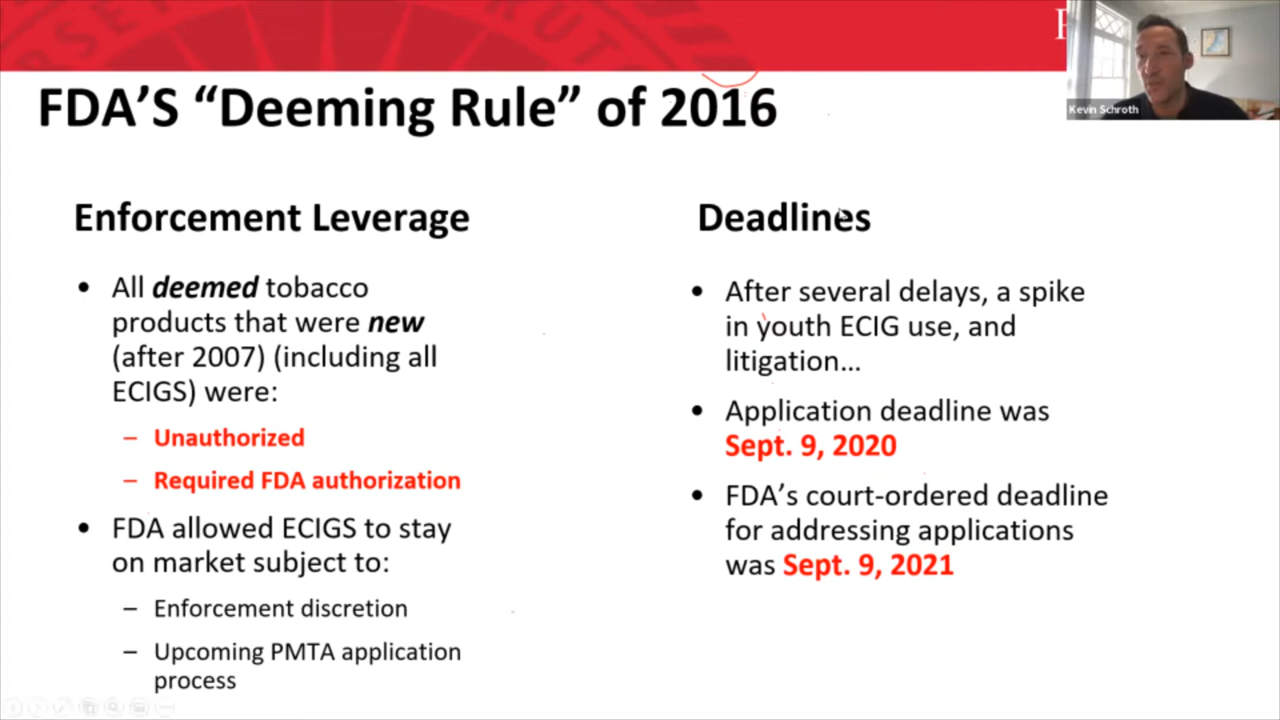 FDA'S “Deeming Rule” of 2016
Kevin Schroth
Enforcement Leverage
• All deemed tobacco
products that were new
(after 2007) (including all
ECIGS) were:
– Unauthorized
– Required FDA authorization
• FDA allowed ECIGS to stay
on market subject to:
– Enforcement discretion
– Upcoming PMTA application
process
Deadlines
• After several delays, a spike
in youth ECIG use, and
litigation...
• Application deadline was
Sept. 9, 2020
• FDA's court-ordered deadline
for addressing applications
was Sept. 9, 2021